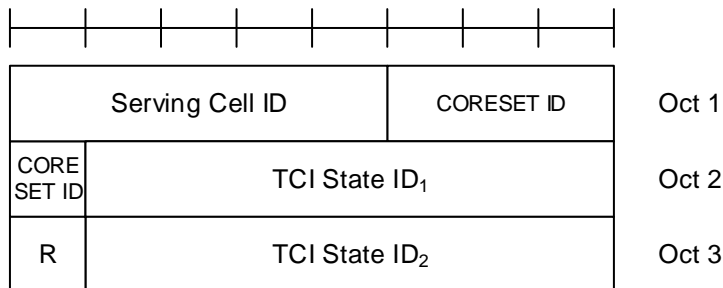 Serving Cell ID CORESET ID Oct 1
CORE
SET ID TCI State ID₁ Oct 2
R TCI State ID₂ Oct 3